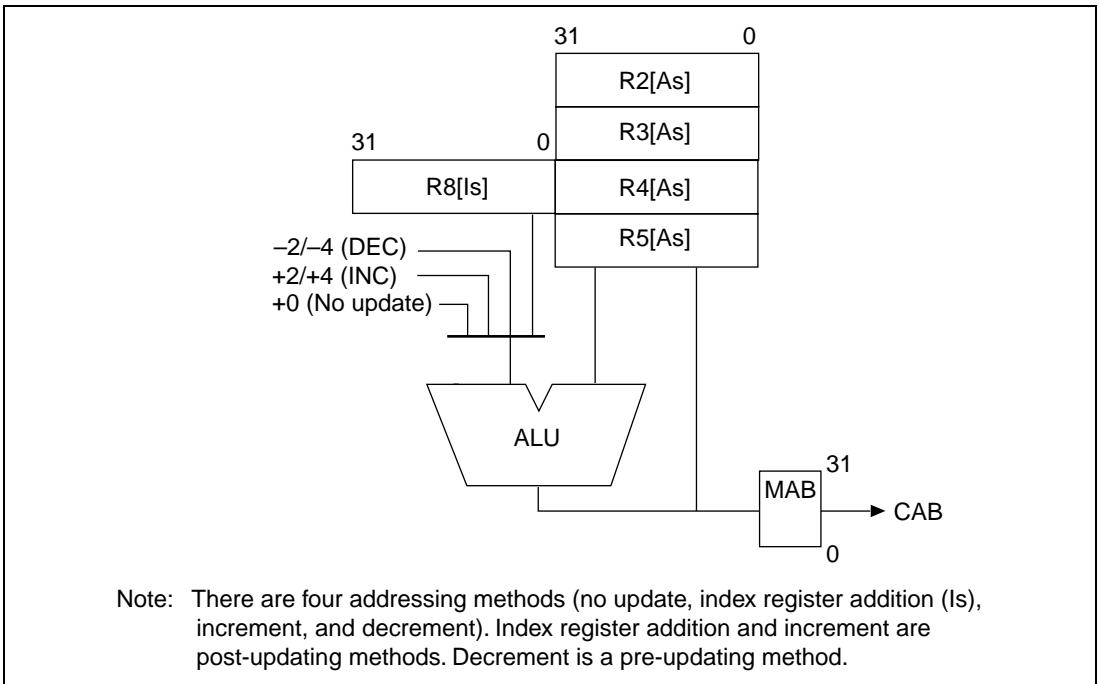 31 0
R2[As]
R3[As]
31 0
R8[Is] R4[As]
R5[As]
–2/–4 (DEC)
+2/+4 (INC)
+0 (No update)
ALU
31
MAB
CAB
0
Note: There are four addressing methods (no update, index register addition (Is),
increment, and decrement). Index register addition and increment are
post-updating methods. Decrement is a pre-updating method.